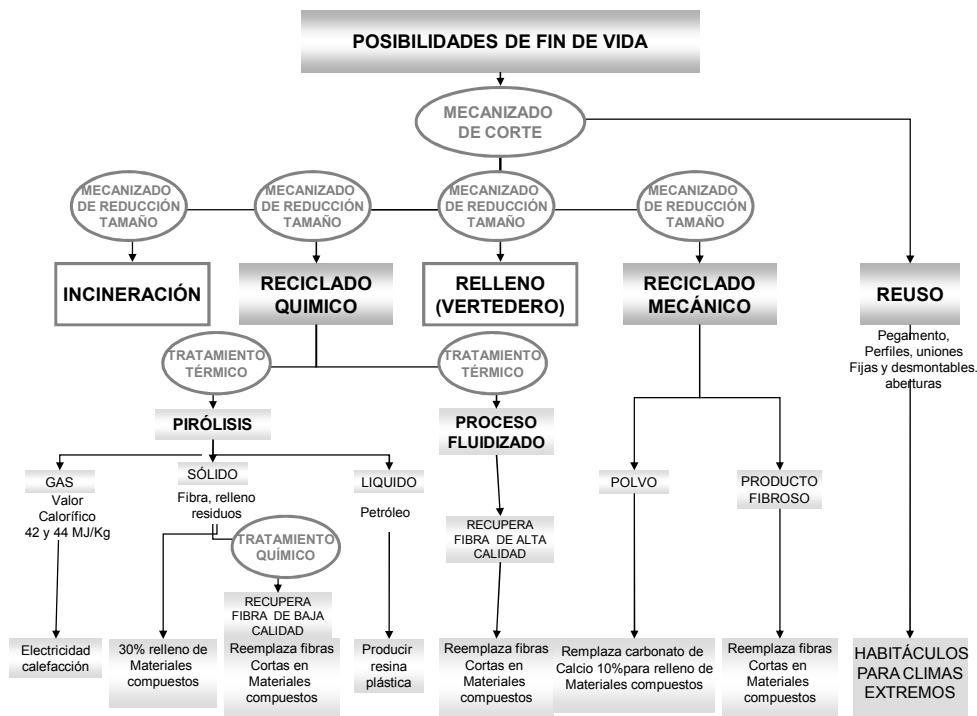 POSIBILIDADES DE FIN DE VIDA
MECANIZADO
DE CORTE
MECANIZADO
DE REDUCCIÓN
TAMAÑO
MECANIZADO
DE REDUCCIÓN
TAMAÑO
MECANIZADO
DE REDUCCIÓN
TAMAÑO
MECANIZADO
DE REDUCCIÓN
TAMAÑO
INCINERACIÓN
RECICLADO
QUIMICO
RELLENO
(VERTEDERO)
RECICLADO
MECÁNICO
REUSO
Pegamento,
Perfiles, uniones
Fijas y desmontables.
aberturas
TRATAMIENTO
TÉRMICO
TRATAMIENTO
TÉRMICO
PIRÓLISIS
PROCESO
FLUIDIZADO
GAS
Valor
Calorífico
42 y 44 MJ/Kg
SÓLIDO
Fibra, relleno
residuos
LIQUIDO
Petróleo
POLVO
PRODUCTO
FIBROSO
TRATAMIENTO
QUÍMICO
RECUPERA
FIBRA DE ALTA
CALIDAD
RECUPERA
FIBRA DE BAJA
CALIDAD
Electricidad
calefacción
30% relleno de
Materiales
compuestos
Reemplaza fibras
Cortas en
Materiales
compuestos
Producir
resina
plástica
Reemplaza fibras
Cortas en
Materiales
compuestos
Remplaza carbonato de
Calcio 10%para relleno de
Materiales compuestos
Reemplaza fibras
Cortas en
Materiales
compuestos
HABITÁCULOS
PARA CLIMAS
EXTREMOS